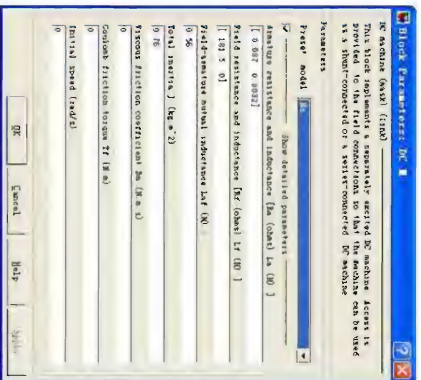 Block Parameters: DC
DC machine (mask) (link)
This block implements a separately excited DC machine. Access is
provided to the field connections so that the machine can be used
as a shunt-connected or a series-connected DC machine
Parameters
Preset model No
Show detailed parameters
Armature resistance and inductance [Ra (ohms) La (H) ]
[ 0.087 0.0032]
Field resistance and inductance [Rf (ohms) Lf (H) ]
[ 181.5 0]
Field-armature mutual inductance Laf (H)
0.56
Total inertia J (kg.m^2)
0.76
Viscous friction coefficient Bm (N.m.s)
0
Coulomb friction torque Tf (N.m)
0
Initial speed (rad/s)
0
OK Cancel Help Apply